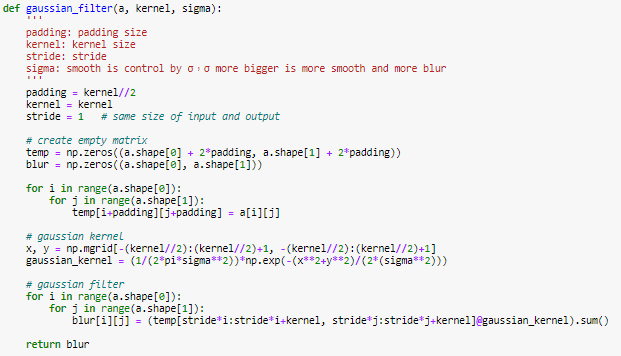 def gaussian_filter(a, kernel, sigma):
    '''
    padding: padding size
    kernel: kernel size
    stride: stride
    sigma: smooth is control by σ，σ more bigger is more smooth and more blur
    '''
    padding = kernel//2
    kernel = kernel
    stride = 1   # same size of input and output

    # create empty matrix
    temp = np.zeros((a.shape[0] + 2*padding, a.shape[1] + 2*padding))
    blur = np.zeros((a.shape[0], a.shape[1]))

    for i in range(a.shape[0]):
        for j in range(a.shape[1]):
            temp[i+padding][j+padding] = a[i][j]

    # gaussian kernel
    x, y = np.mgrid[-(kernel//2):(kernel//2)+1, -(kernel//2):(kernel//2)+1]
    gaussian_kernel = (1/(2*pi*sigma**2))*np.exp(-(x**2+y**2)/(2*(sigma**2)))

    # gaussian filter
    for i in range(a.shape[0]):
        for j in range(a.shape[1]):
            blur[i][j] = (temp[stride*i:stride*i+kernel, stride*j:stride*j+kernel]@gaussian_kernel).sum()

    return blur